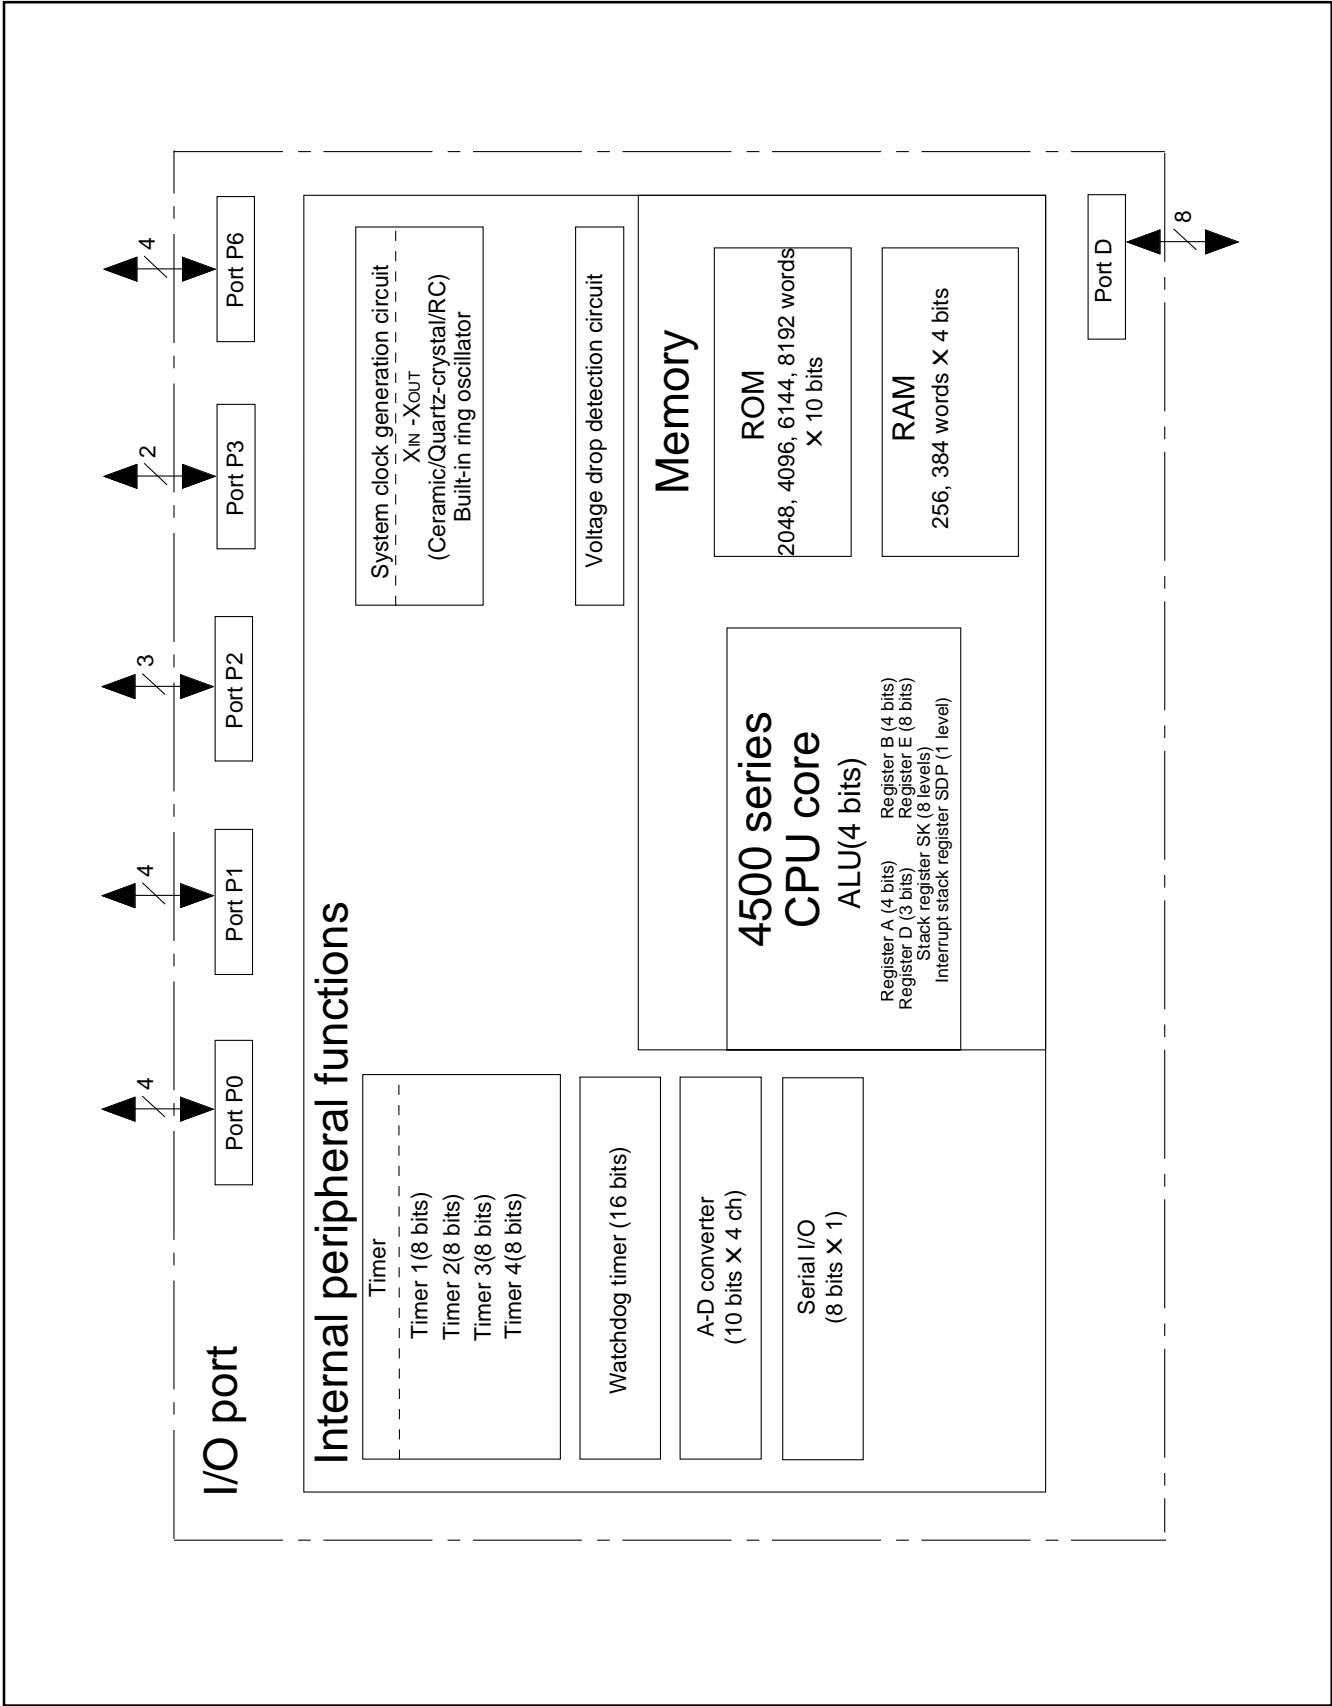 I/O port
4
Port P0
4
Port P1
3
Port P2
2
Port P3
4
Port P6
Internal peripheral functions
Timer
Timer 1(8 bits)
Timer 2(8 bits)
Timer 3(8 bits)
Timer 4(8 bits)
Watchdog timer (16 bits)
A-D converter
(10 bits X 4 ch)
Serial I/O
(8 bits X 1)
System clock generation circuit
XIN -XOUT
(Ceramic/Quartz-crystal/RC)
Built-in ring oscillator
Voltage drop detection circuit
4500 series
CPU core
ALU(4 bits)
Register A (4 bits) Register B (4 bits)
Register D (3 bits) Register E (8 bits)
Stack register SK (8 levels)
Interrupt stack register SDP (1 level)
Memory
ROM
2048, 4096, 6144, 8192 words
X 10 bits
RAM
256, 384 words X 4 bits
Port D
8